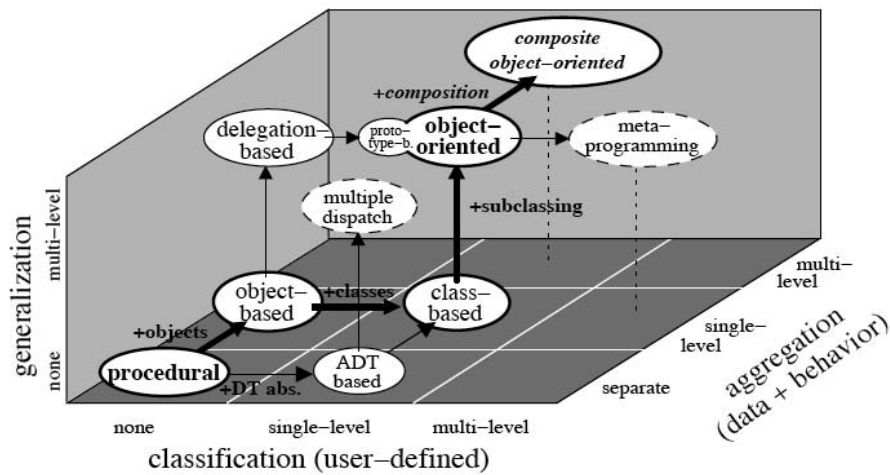 composite
object–oriented
+composition
delegation–
based
proto–
type–b.
object–
oriented
meta–
programming
multiple
dispatch
+subclassing
generalization
multi–level
none
object–
based
+classes
class–
based
+objects
procedural
+DT abs.
ADT
based
multi–
level
single–
level
separate
aggregation
(data + behavior)
none
single–level
multi–level
classification (user–defined)